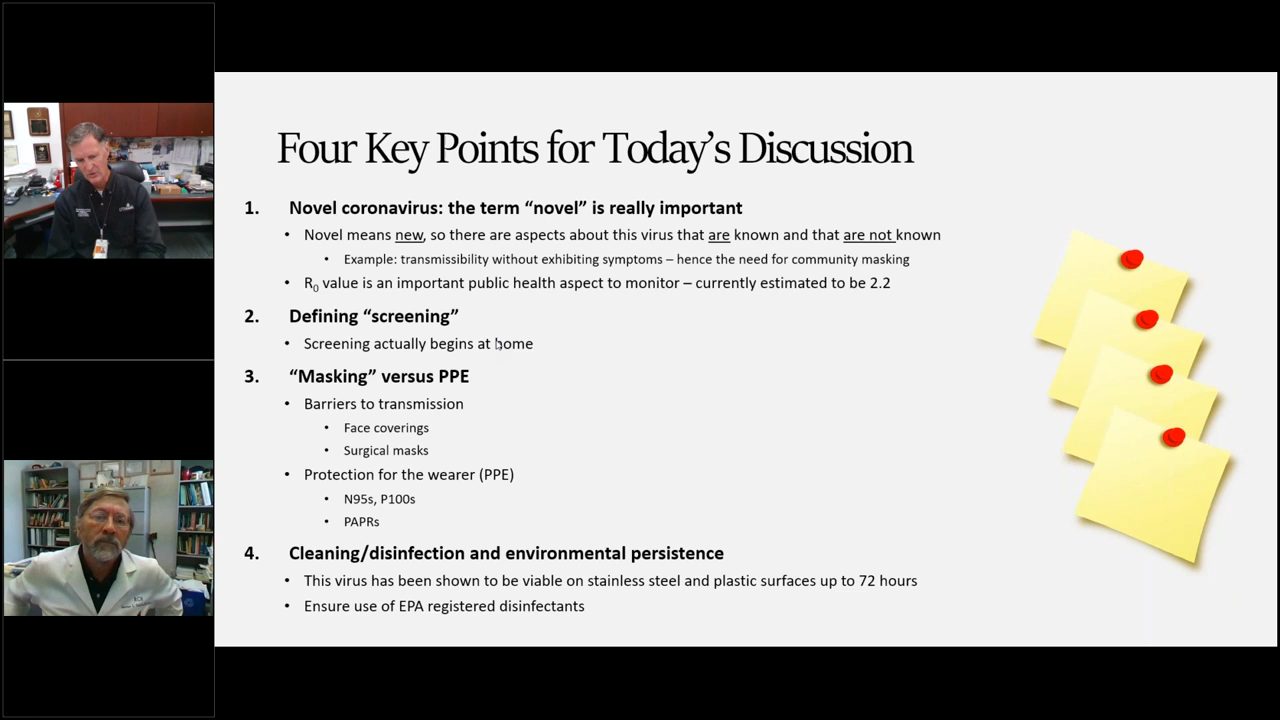 Four Key Points for Today's Discussion
1. Novel coronavirus: the term “novel” is really important
• Novel means new, so there are aspects about this virus that are known and that are not known
• Example: transmissibility without exhibiting symptoms – hence the need for community masking
• R0 value is an important public health aspect to monitor – currently estimated to be 2.2
2. Defining “screening”
• Screening actually begins at home
3. “Masking” versus PPE
• Barriers to transmission
• Face coverings
• Surgical masks
• Protection for the wearer (PPE)
• N95s, P100s
• PAPRs
4. Cleaning/disinfection and environmental persistence
• This virus has been shown to be viable on stainless steel and plastic surfaces up to 72 hours
• Ensure use of EPA registered disinfectants